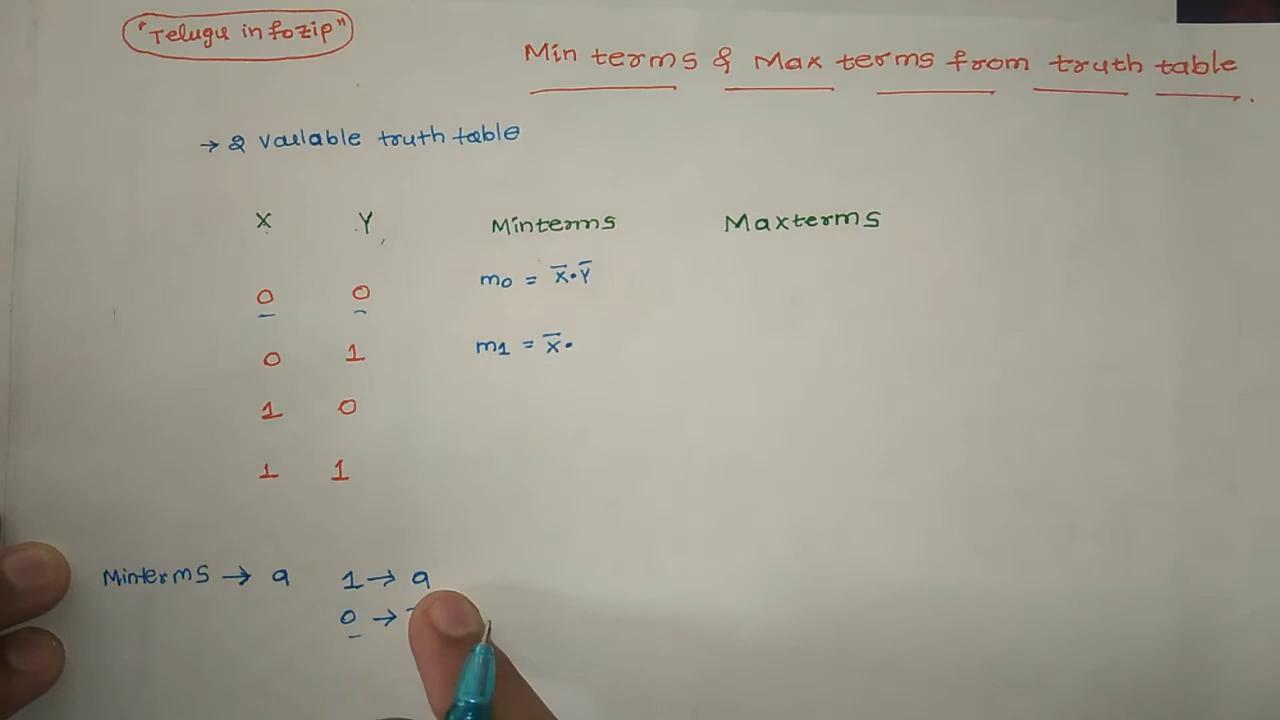 "Telugu infozip"
Min terms & Max terms from truth table.
→ 2 variable truth table
X Y Minterms Maxterms
0 0 m0 = X̅·Y̅
0 1 m1 = X̅·
1 0
1 1
Minterms → a 1 → a
0 →